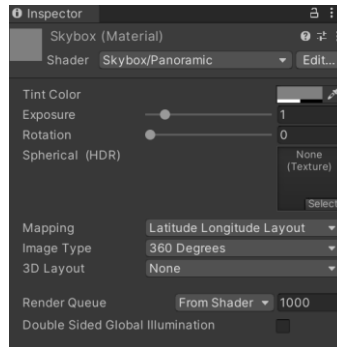 Inspector
Skybox (Material)
Shader Skybox/Panoramic Edit...
Tint Color
Exposure 1
Rotation 0
Spherical (HDR) None
(Texture)
Select
Mapping Latitude Longitude Layout
Image Type 360 Degrees
3D Layout None
Render Queue From Shader 1000
Double Sided Global Illumination